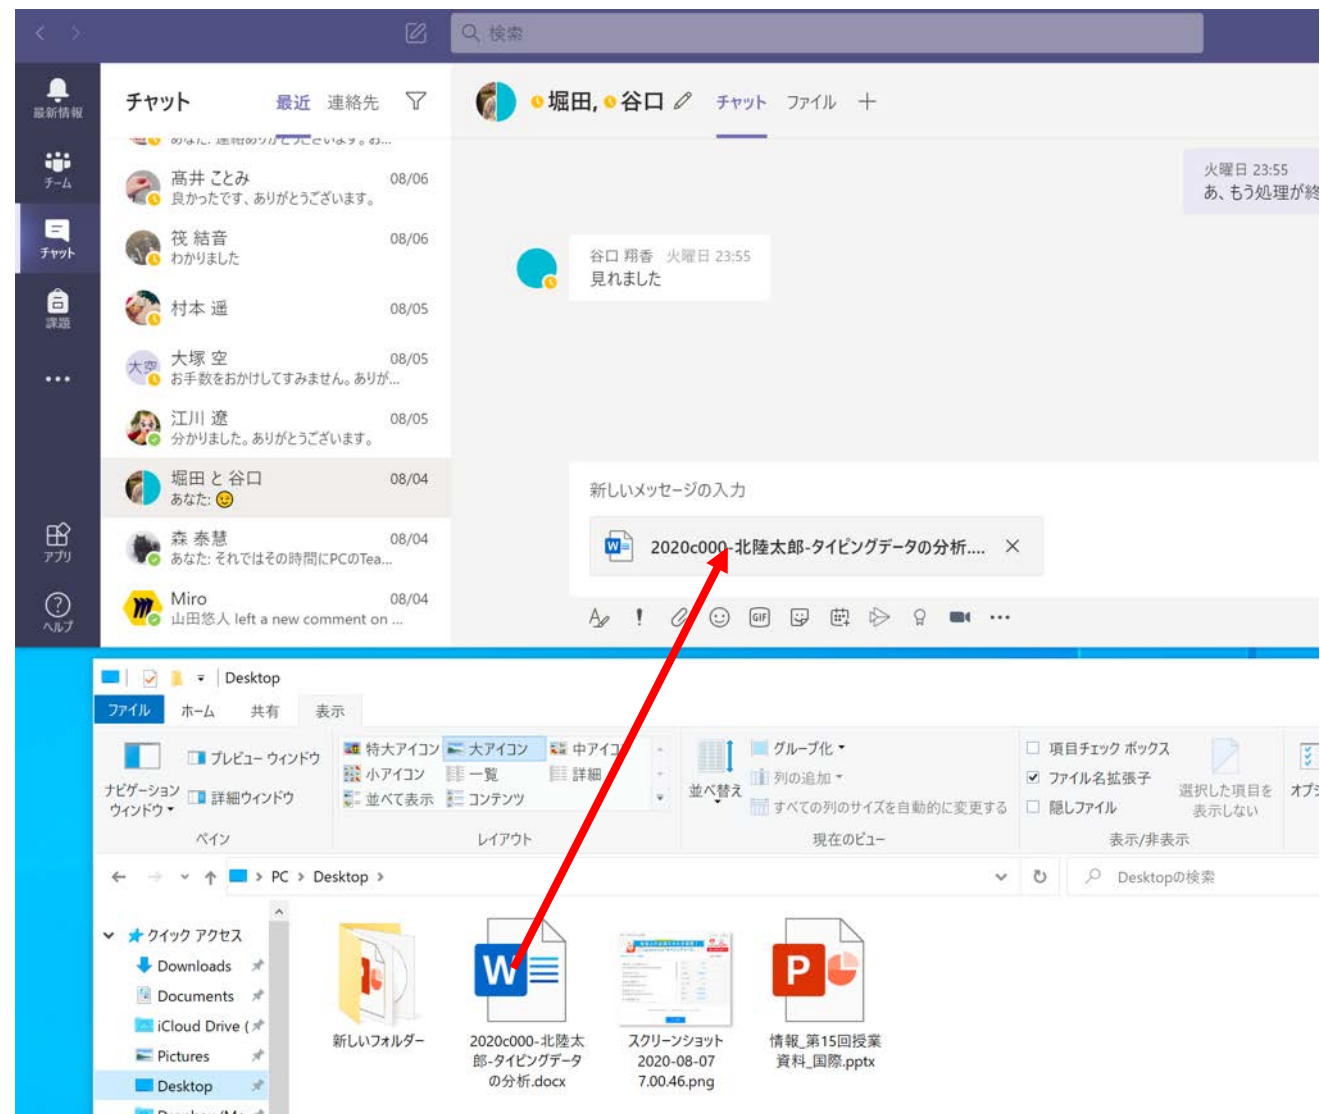 検索
最新情報
チーム
チャット
課題
アプリ
ヘルプ
チャット 最近 連絡先
あなた: 連絡ありがとうございます。お...
髙井 ことみ 08/06
良かったです、ありがとうございます。
筏 結音 08/06
わかりました
村本 遥 08/05
大空
大塚 空 08/05
お手数をおかけしてすみません。ありが...
江川 遼 08/05
分かりました。ありがとうございます。
堀田 と 谷口 08/04
あなた: 😉
森 泰慧 08/04
あなた: それではその時間にPCのTea...
Miro 08/04
山田悠人 left a new comment on ...
堀田, 谷口 チャット ファイル
火曜日 23:55
あ、もう処理が終
谷口 翔香 火曜日 23:55
見れました
新しいメッセージの入力
2020c000-北陸太郎-タイピングデータの分析....
GIF
Desktop
ファイル ホーム 共有 表示
ナビゲーション
ウィンドウ
プレビュー ウィンドウ
詳細ウィンドウ
ペイン
特大アイコン 大アイコン 中アイコ
小アイコン 一覧 詳細
並べて表示 コンテンツ
レイアウト
並べ替え
グループ化
列の追加
すべての列のサイズを自動的に変更する
現在のビュー
項目チェック ボックス
ファイル名拡張子
隠しファイル
選択した項目を
表示しない
表示/非表示
オプシ
PC Desktop
Desktopの検索
クイック アクセス
Downloads
Documents
iCloud Drive (
Pictures
Desktop
Dropbox (Ma
新しいフォルダー
2020c000-北陸太
郎-タイピングデータ
の分析.docx
スクリーンショット
2020-08-07
7.00.46.png
情報_第15回授業
資料_国際.pptx